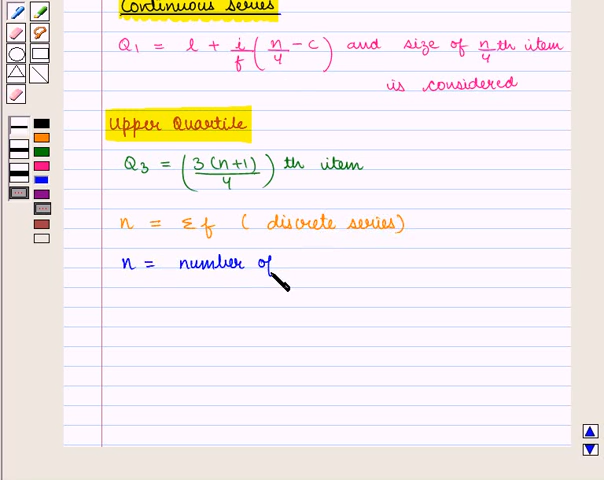 Continuous Series
Q₁ = l + i/f (n/4 - c) and size of n/4 th item
is considered
Upper Quartile
Q₃ = (3(n+1)/4) th item
n = Σf ( discrete series)
n = number of